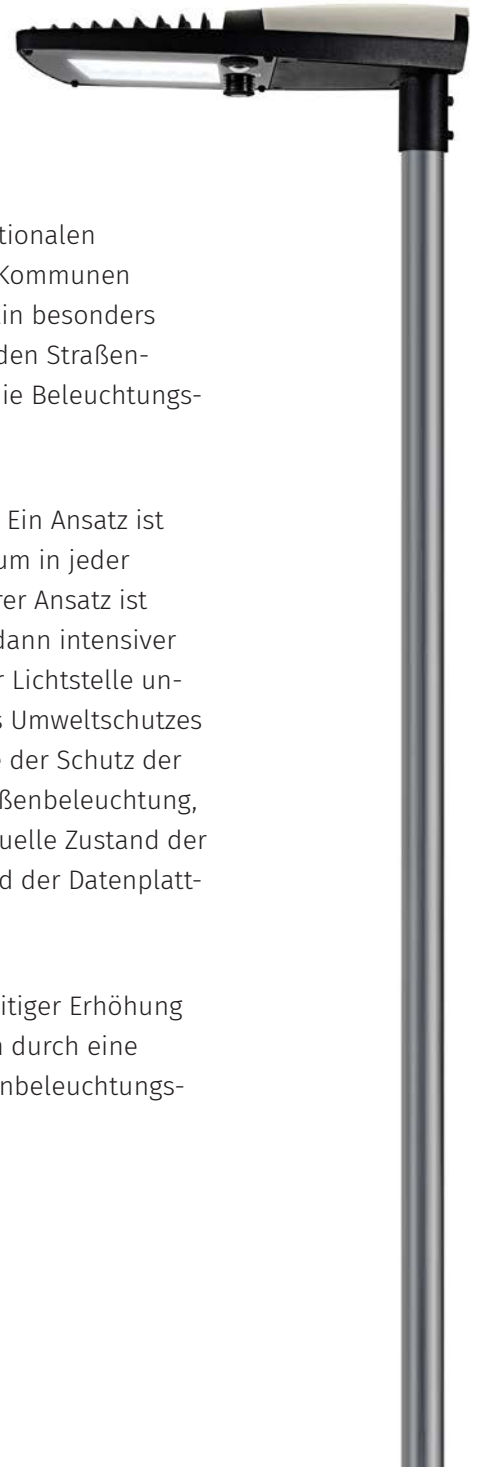 tionalen
Kommunen
in besonders
den Straßen-
ie Beleuchtungs-
Ein Ansatz ist
um in jeder
rer Ansatz ist
dann intensiver
r Lichtstelle un-
s Umweltschutzes
e der Schutz der
ßenbeleuchtung,
uelle Zustand der
d der Datenplatt-
itiger Erhöhung
n durch eine
nbeleuchtungs-